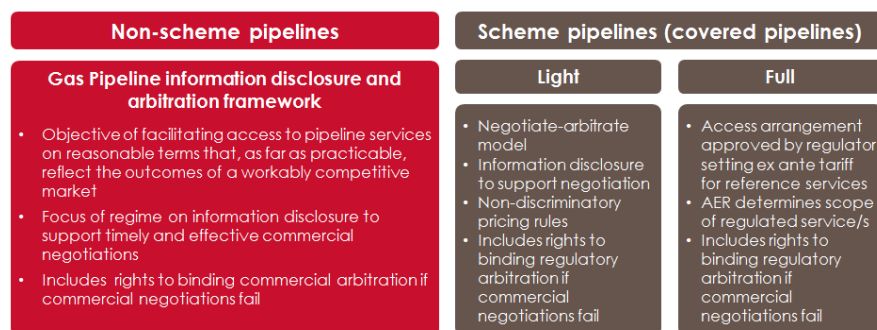 Non-scheme pipelines
Gas Pipeline information disclosure and
arbitration framework
• Objective of facilitating access to pipeline services
on reasonable terms that, as far as practicable,
reflect the outcomes of a workably competitive
market
• Focus of regime on information disclosure to
support timely and effective commercial
negotiations
• Includes rights to binding commercial arbitration if
commercial negotiations fail
Scheme pipelines (covered pipelines)
Light
• Negotiate-arbitrate
model
• Information disclosure
to support negotiation
• Non-discriminatory
pricing rules
• Includes rights to
binding regulatory
arbitration if
commercial
negotiations fail
Full
• Access arrangement
approved by regulator
setting ex ante tariff
for reference services
• AER determines scope
of regulated service/s
• Includes rights to
binding regulatory
arbitration if
commercial
negotiations fail